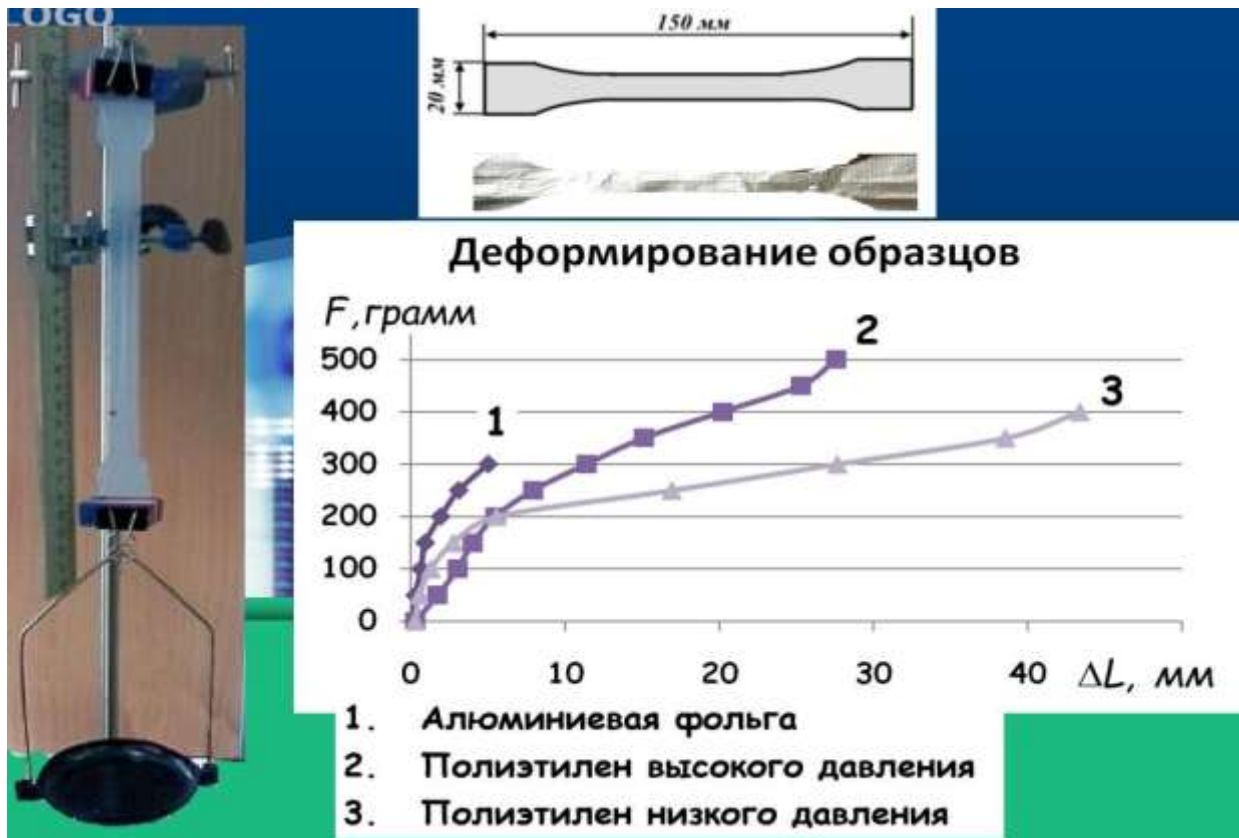 LOGO
150 мм
20 мм
Деформирование образцов
F,грамм
500
400
300
200
100
0
1
2
3
0 10 20 30 40 ΔL, мм
1. Алюминиевая фольга
2. Полиэтилен высокого давления
3. Полиэтилен низкого давления